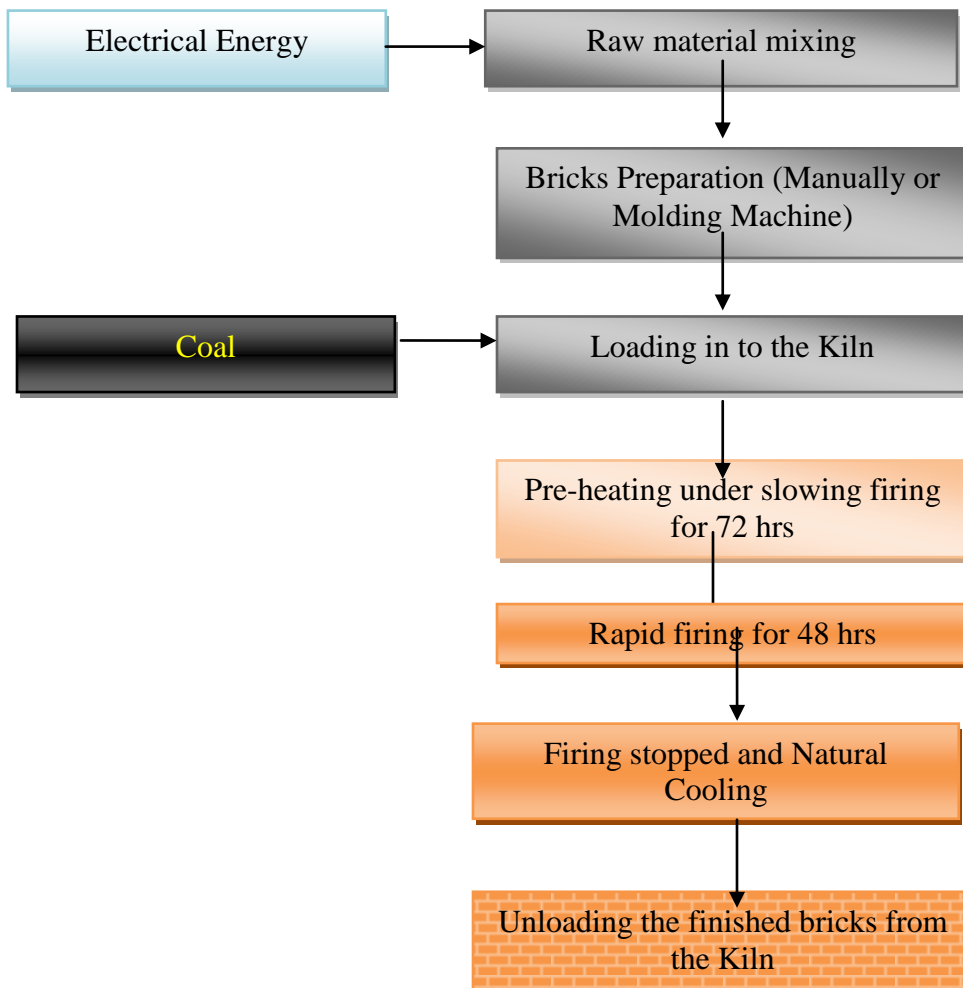 Electrical Energy
Raw material mixing
Bricks Preparation (Manually or
Molding Machine)
Coal
Loading in to the Kiln
Pre-heating under slowing firing
for 72 hrs
Rapid firing for 48 hrs
Firing stopped and Natural
Cooling
Unloading the finished bricks from
the Kiln